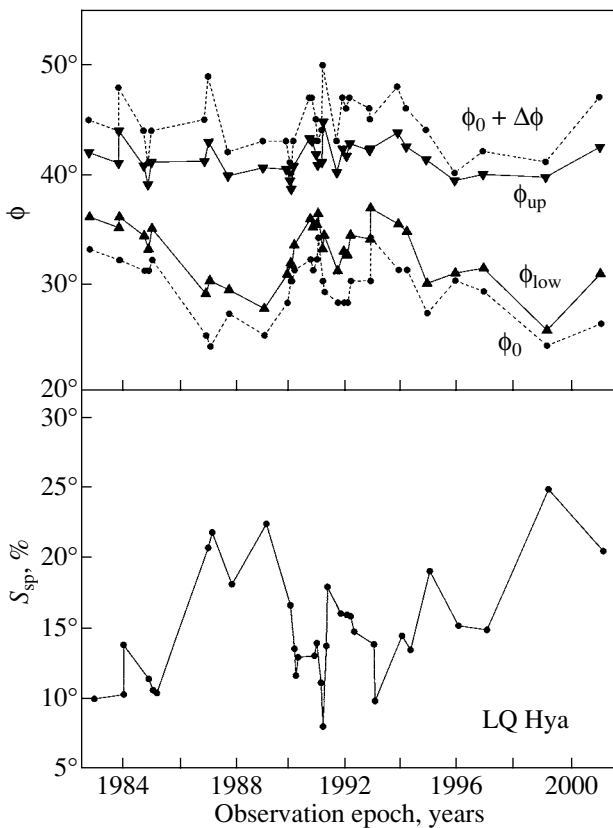 50°
ϕ₀ + Δϕ
40°
ϕ
ϕup
30°
ϕlow
ϕ₀
20°
30°
25°
20°
Ssp, %
15°
10°
LQ Hya
5°
1984 1988 1992 1996 2000
Observation epoch, years